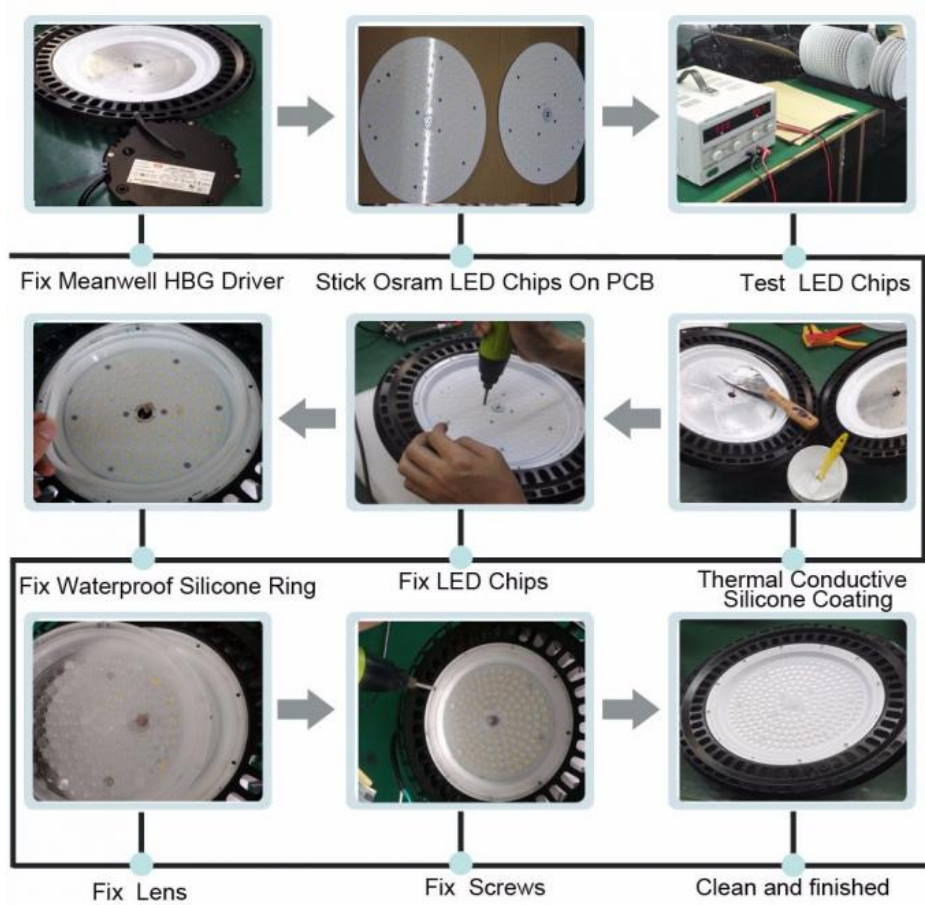 Fix Meanwell HBG Driver
Stick Osram LED Chips On PCB
Test LED Chips
Fix Waterproof Silicone Ring
Fix LED Chips
Thermal Conductive
Silicone Coating
Fix Lens
Fix Screws
Clean and finished